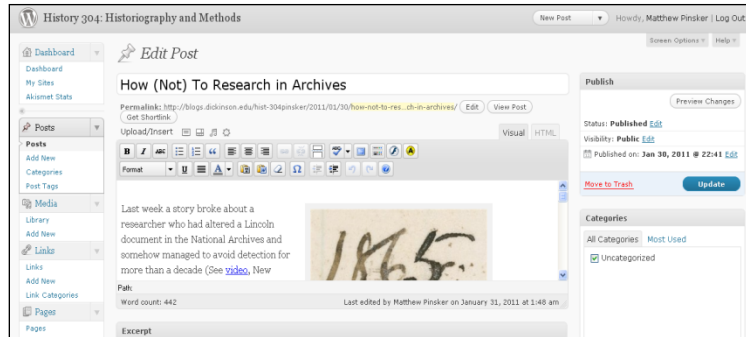 History 304: Historiography and Methods
New Post
Howdy, Matthew Pinsker | Log Out
Screen Options
Help
Dashboard
Dashboard
My Sites
Akismet Stats
Posts
Posts
Add New
Categories
Post Tags
Media
Library
Add New
Links
Links
Add New
Link Categories
Pages
Pages
Edit Post
How (Not) To Research in Archives
Permalink: http://blogs.dickinson.edu/hist-304pinsker/2011/01/30/how-not-to-res...ch-in-archives/ Edit View Post
Get Shortlink
Upload/Insert
Visual HTML
B I ABC
Format U A Ω
Last week a story broke about a
researcher who had altered a Lincoln
document in the National Archives and
somehow managed to avoid detection for
more than a decade (See video, New
1865
Path:
Word count: 442
Last edited by Matthew Pinsker on January 31, 2011 at 1:48 am
Excerpt
Publish
Preview Changes
Status: Published Edit
Visibility: Public Edit
Published on: Jan 30, 2011 @ 22:41 Edit
Move to Trash
Update
Categories
All Categories Most Used
Uncategorized